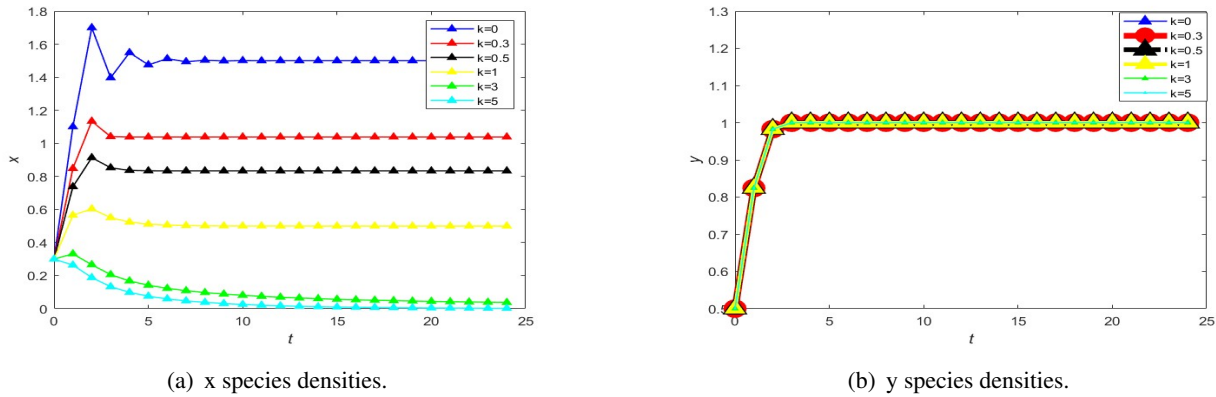 1.8
1.6
1.4
1.2
1
0.8
0.6
0.4
0.2
0
0 5 10 15 20 25
x
t
k=0
k=0.3
k=0.5
k=1
k=3
k=5
(a) x species densities.
1.3
1.2
1.1
1
0.9
0.8
0.7
0.6
0.5
0 5 10 15 20 25
y
t
k=0
k=0.3
k=0.5
k=1
k=3
k=5
(b) y species densities.